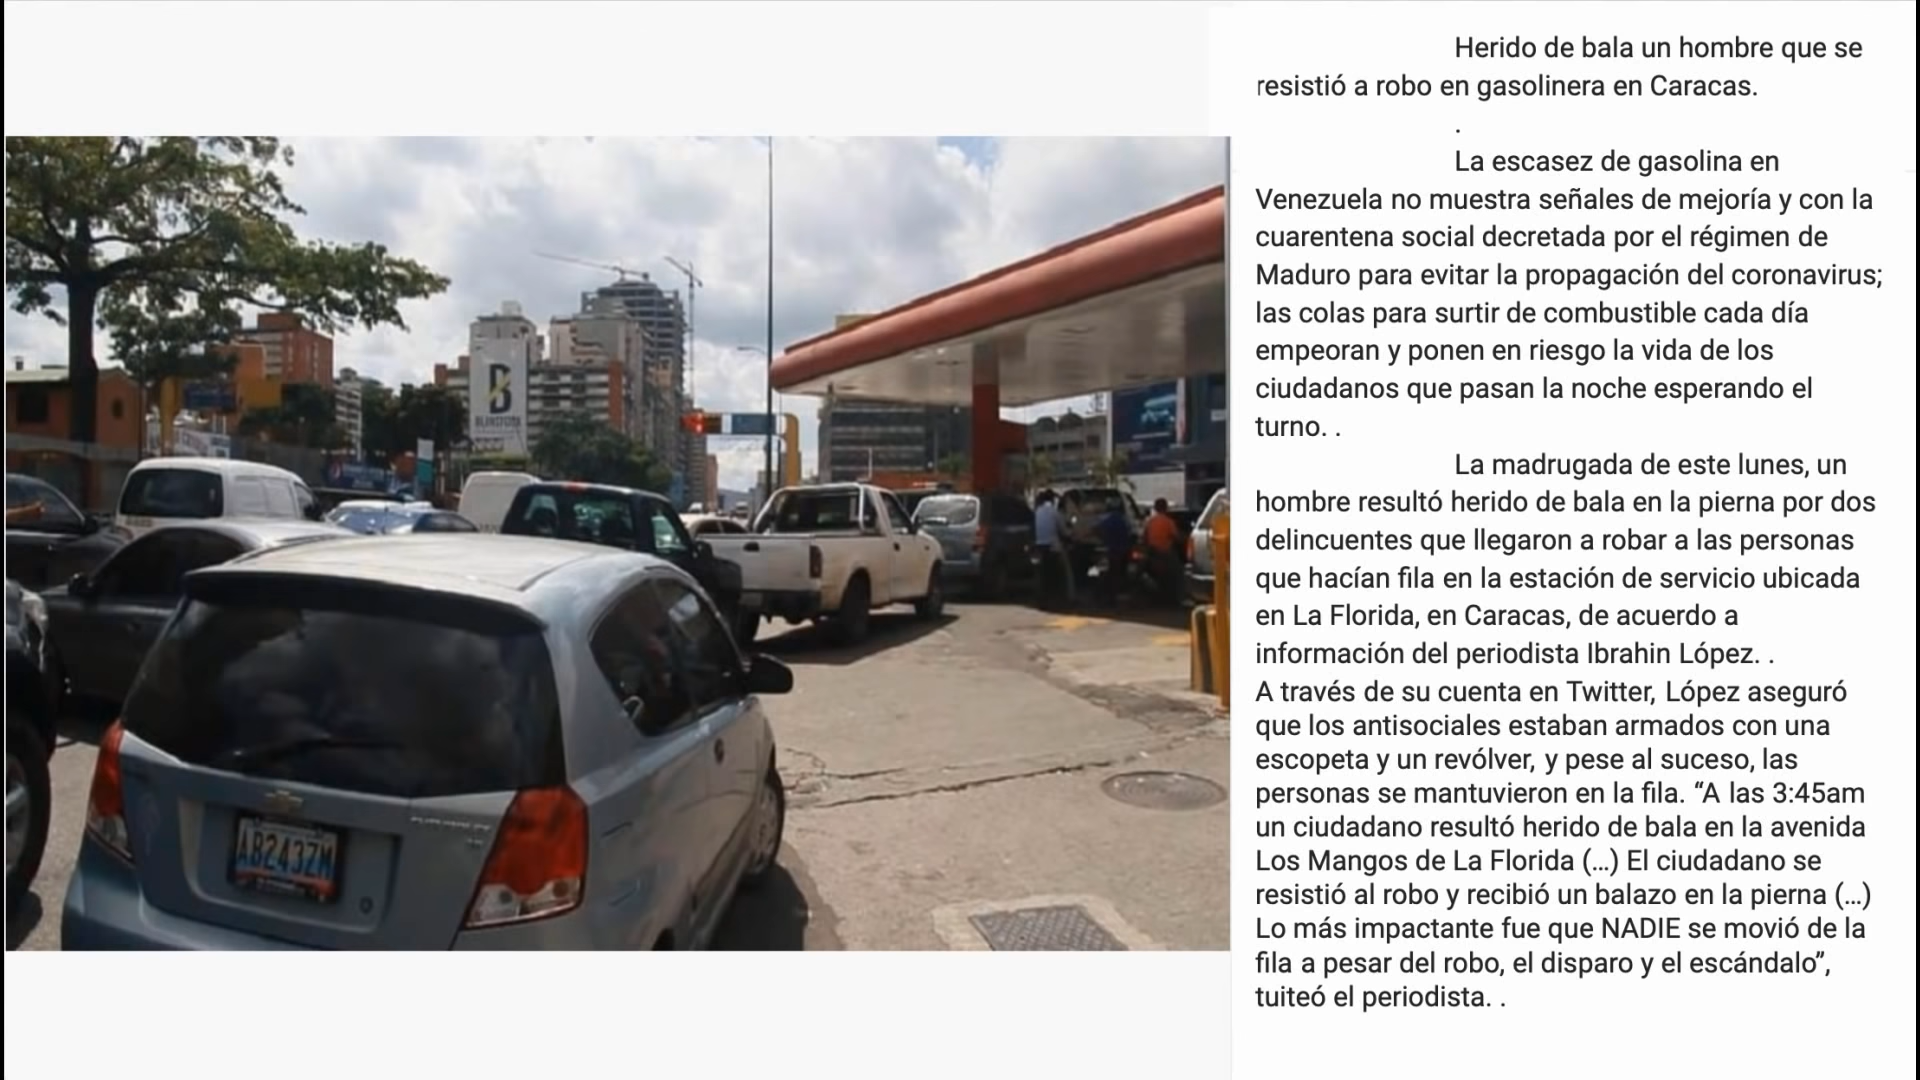 Herido de bala un hombre que se
resistió a robo en gasolinera en Caracas.
.
La escasez de gasolina en
Venezuela no muestra señales de mejoría y con la
cuarentena social decretada por el régimen de
Maduro para evitar la propagación del coronavirus;
las colas para surtir de combustible cada día
empeoran y ponen en riesgo la vida de los
ciudadanos que pasan la noche esperando el
turno. .
La madrugada de este lunes, un
hombre resultó herido de bala en la pierna por dos
delincuentes que llegaron a robar a las personas
que hacían fila en la estación de servicio ubicada
en La Florida, en Caracas, de acuerdo a
información del periodista Ibrahin López. .
A través de su cuenta en Twitter, López aseguró
que los antisociales estaban armados con una
escopeta y un revólver, y pese al suceso, las
personas se mantuvieron en la fila. “A las 3:45am
un ciudadano resultó herido de bala en la avenida
Los Mangos de La Florida (...) El ciudadano se
resistió al robo y recibió un balazo en la pierna (...)
Lo más impactante fue que NADIE se movió de la
fila a pesar del robo, el disparo y el escándalo”,
tuiteó el periodista. .
AB243ZM